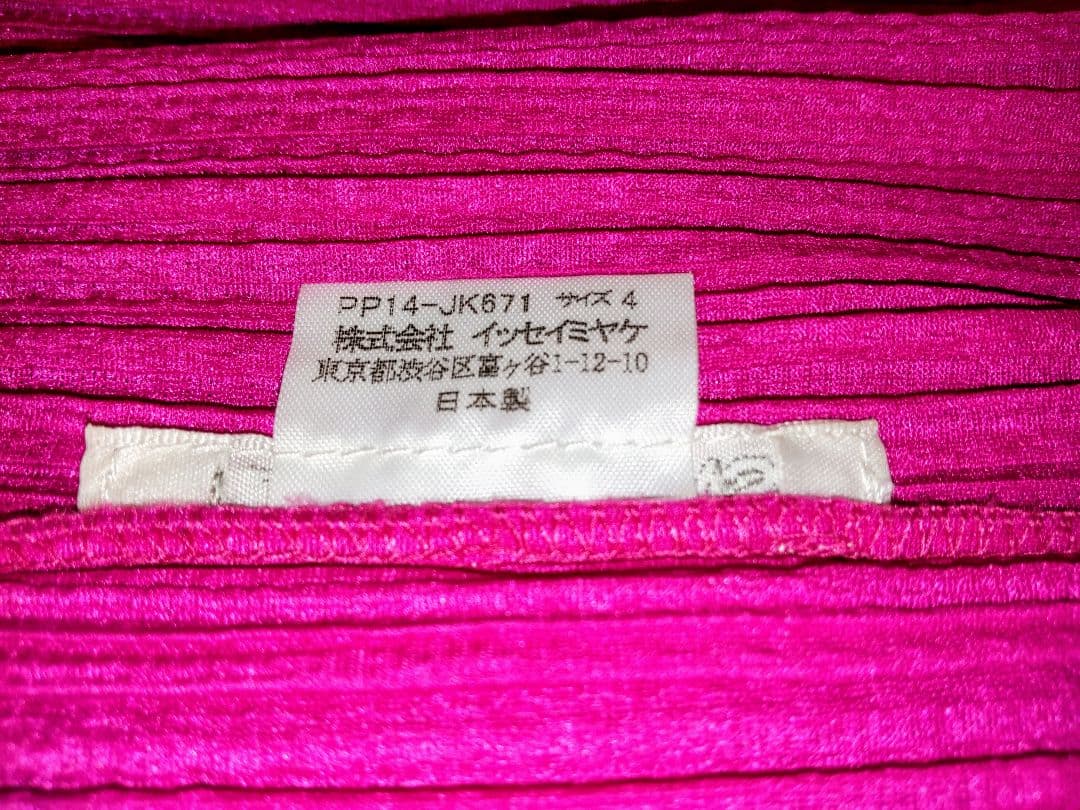 PP14-JK671 サイズ 4
株式会社 イッセイミヤケ
東京都渋谷区富ヶ谷1-12-10
日本製